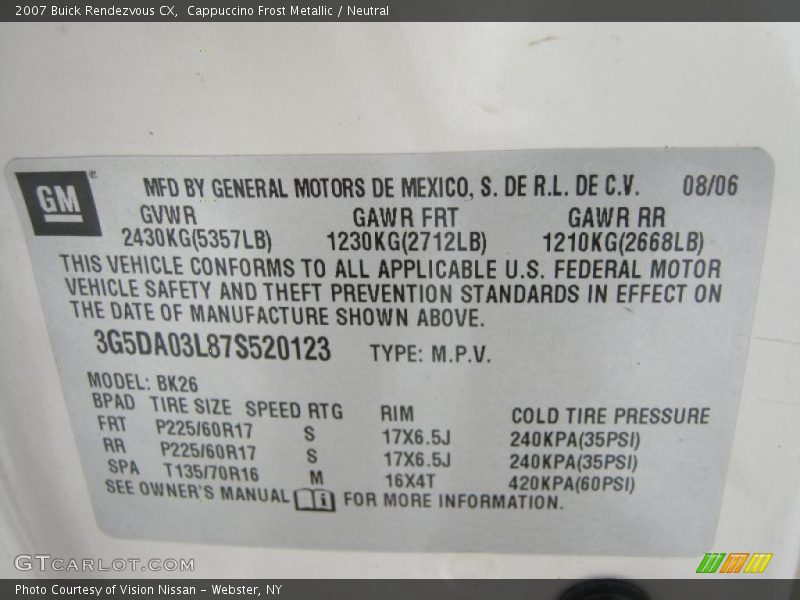 2007 Buick Rendezvous CX, Cappuccino Frost Metallic / Neutral
GM
MFD BY GENERAL MOTORS DE MEXICO, S. DE R.L. DE C.V. 08/06
GVWR GAWR FRT GAWR RR
2430KG(5357LB) 1230KG(2712LB) 1210KG(2668LB)
THIS VEHICLE CONFORMS TO ALL APPLICABLE U.S. FEDERAL MOTOR
VEHICLE SAFETY AND THEFT PREVENTION STANDARDS IN EFFECT ON
THE DATE OF MANUFACTURE SHOWN ABOVE.
3G5DA03L87S520123 TYPE: M.P.V.
MODEL: BK26
BPAD TIRE SIZE SPEED RTG RIM COLD TIRE PRESSURE
FRT P225/60R17 S 17X6.5J 240KPA(35PSI)
RR P225/60R17 S 17X6.5J 240KPA(35PSI)
SPA T135/70R16 M 16X4T 420KPA(60PSI)
SEE OWNER'S MANUAL i FOR MORE INFORMATION.
GTCARLOT.COM
Photo Courtesy of Vision Nissan - Webster, NY